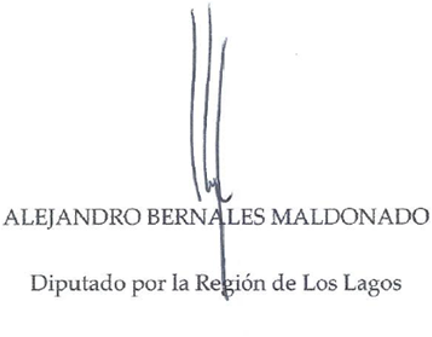 ALEJANDRO BERNALES MALDONADO
Diputado por la Región de Los Lagos